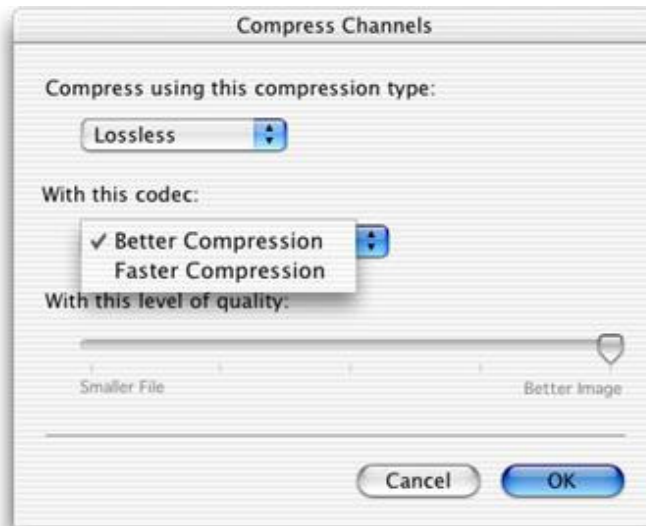 Compress Channels
Compress using this compression type:
Lossless
With this codec:
✓ Better Compression
Faster Compression
With this level of quality:
Smaller File
Better Image
Cancel
OK